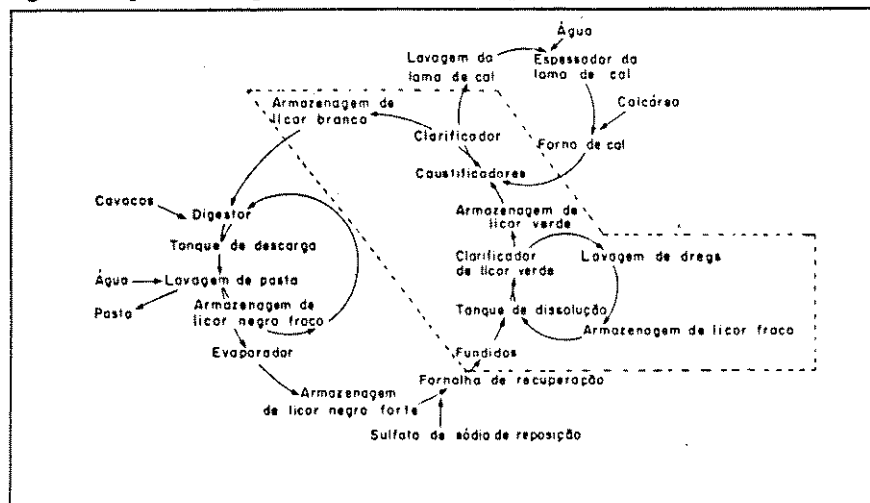 Água
Lavagem da
lama de cal
Espessador da
lama de cal
Calcáreo
Armazenagem de
licor branco
Clarificador
Forno de cal
Caustificadores
Cavacos
Digestor
Armazenagem de
licor verde
Tanque de descarga
Clarificador
de licor verde
Lavagem de dregs
Água
Lavagem de pasta
Pasta
Armazenagem de
licor negro fraco
Tanque de dissolução
Armazenagem de licor fraco
Evaporador
Fundidos
Fornalha de recuperação
Armazenagem
de licor negro forte
Sulfato de sódio de reposição